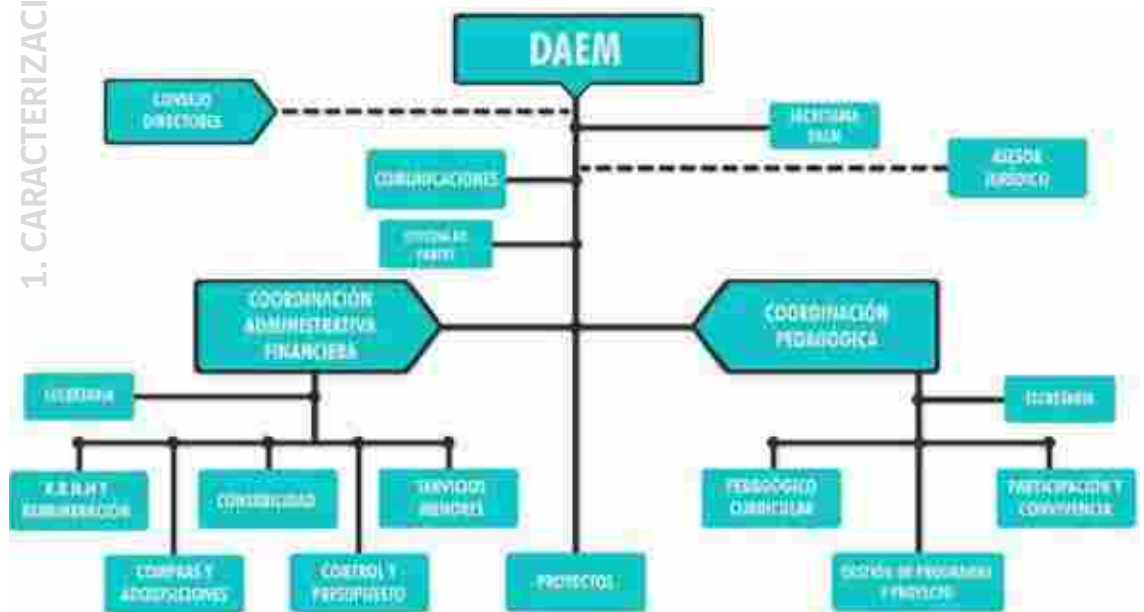 1. CARACTERIZACI
DAEM
CONSEJO
DIRECTORES
SECRETARIA
DAEM
COMUNICACIONES
ASESOR
JURÍDICO
OFICINA DE
PARTES
COORDINACIÓN
ADMINISTRATIVA
FINANCIERA
COORDINACIÓN
PEDAGÓGICA
SECRETARIA
SECRETARIA
R.R.H.H Y
REMUNERACIÓN
CONTABILIDAD
SERVICIOS
MENORES
PEDAGÓGICO
CURRICULAR
PARTICIPACIÓN Y
CONVIVENCIA
COMPRAS Y
ADQUISICIONES
CONTROL Y
PRESUPUESTO
PROYECTOS
GESTIÓN DE PROGRAMAS
Y PROYECTO